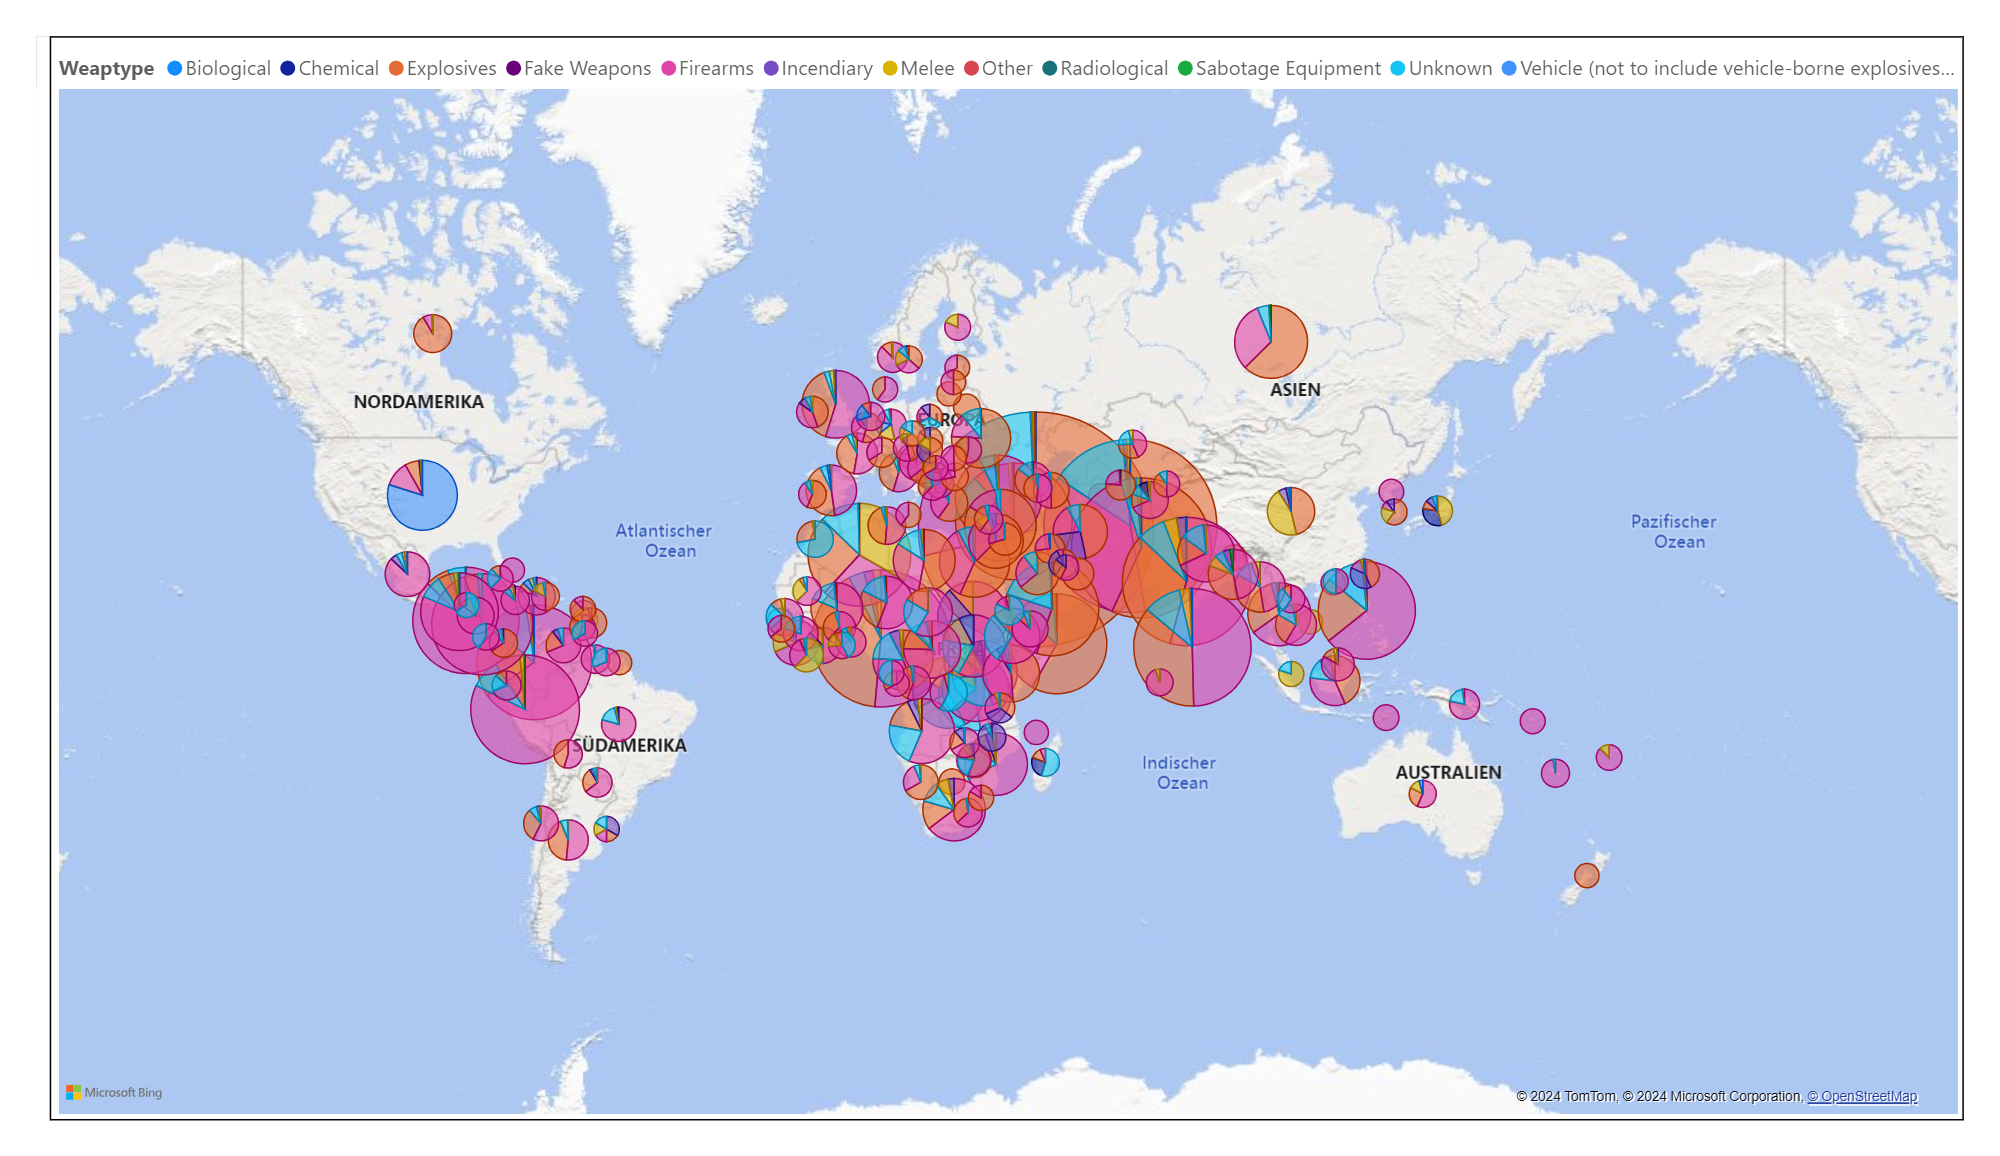 Weaptype Biological Chemical Explosives Fake Weapons Firearms Incendiary Melee Other Radiological Sabotage Equipment Unknown Vehicle (not to include vehicle-borne explosives...
ASIEN
NORDAMERIKA
EUROPA
Atlantischer
Ozean
Pazifischer
Ozean
AFRIKA
SÜDAMERIKA
Indischer
Ozean
AUSTRALIEN
Microsoft Bing
© 2024 TomTom, © 2024 Microsoft Corporation, © OpenStreetMap